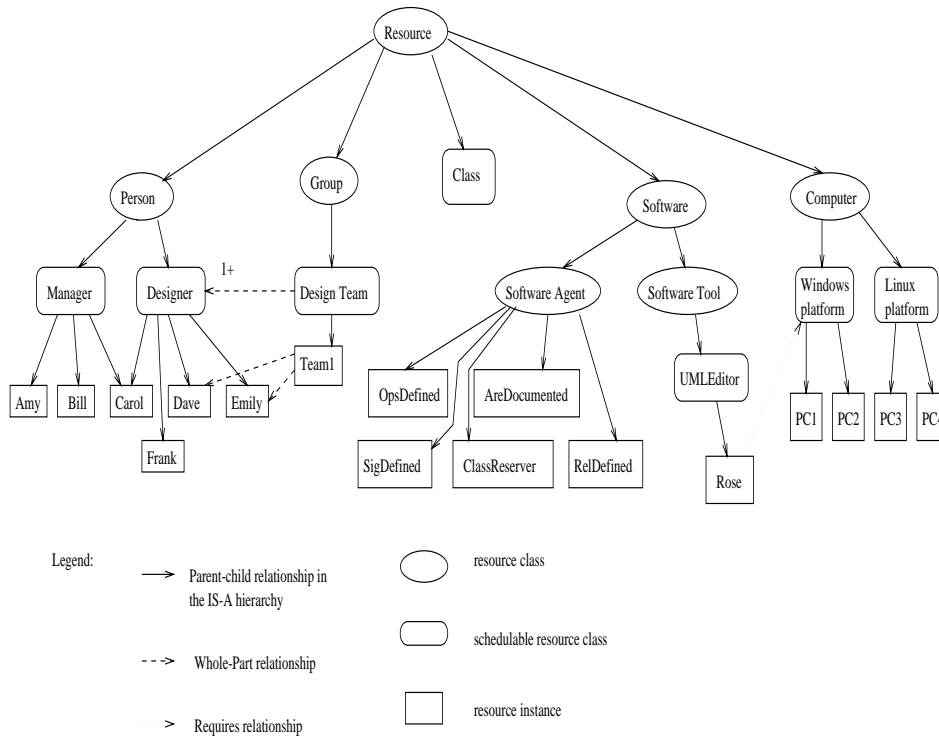 Resource
Class
Group
Person
Software
Computer
1+
Manager
Designer
Design Team
Software Agent
Software Tool
Windows
platform
Linux
platform
Team1
UMLEditor
Amy
Bill
Carol
Dave
Emily
OpsDefined
AreDocumented
PC1
PC2
PC3
PC4
Frank
SigDefined
ClassReserver
RelDefined
Rose
Legend:
Parent-child relationship in
the IS-A hierarchy
resource class
Whole-Part relationship
schedulable resource class
Requires relationship
resource instance